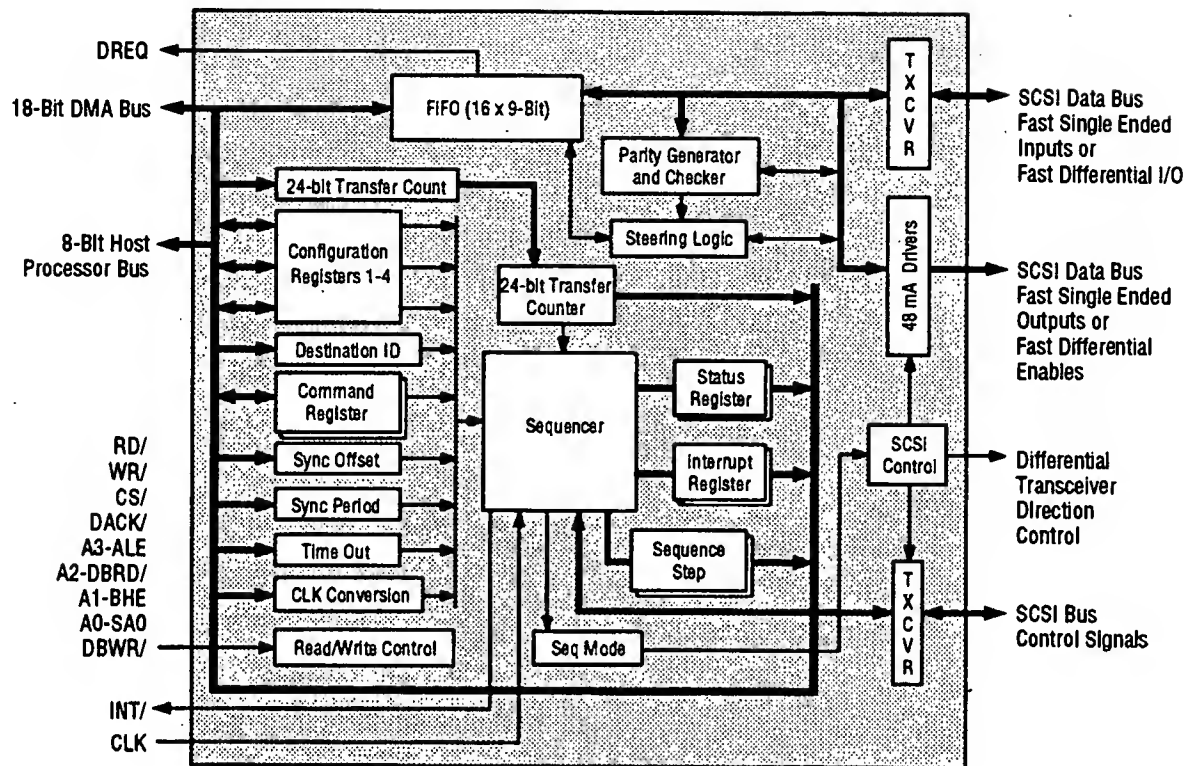 DREQ
18-Bit DMA Bus
8-Bit Host
Processor Bus
RD/
WR/
CS/
DACK/
A3-ALE
A2-DBRD/
A1-BHE
A0-SA0
DBWR/
INT/
CLK
FIFO (16 x 9-Bit)
24-bit Transfer Count
Configuration
Registers 1-4
Destination ID
Command
Register
Sync Offset
Sync Period
Time Out
CLK Conversion
Read/Write Control
Parity Generator
and Checker
Steering Logic
24-bit Transfer
Counter
Sequencer
Status
Register
Interrupt
Register
Sequence
Step
Seq Mode
TXCVR
48 mA Drivers
SCSI
Control
TXCVR
SCSI Data Bus
Fast Single Ended
Inputs or
Fast Differential I/O
SCSI Data Bus
Fast Single Ended
Outputs or
Fast Differential
Enables
Differential
Transceiver
Direction
Control
SCSI Bus
Control Signals